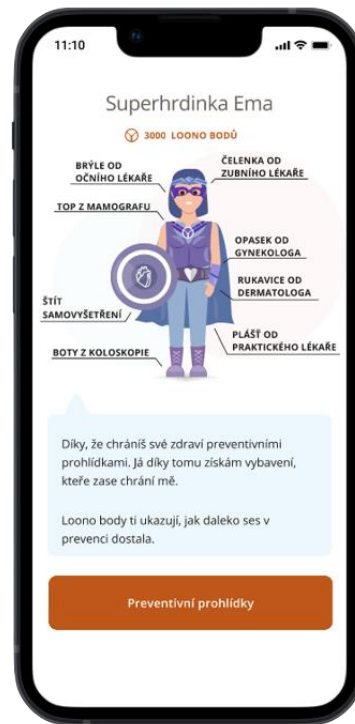 11:10
Superhrdinka Ema
3000 LOONO BODŮ
BRÝLE OD
OČNÍHO LÉKAŘE
ČELENKA OD
ZUBNÍHO LÉKAŘE
TOP Z MAMOGRAFU
OPASEK OD
GYNEKOLOGA
RUKAVICE OD
DERMATOLOGA
ŠTÍT
SAMOVYŠETŘENÍ
PLÁŠŤ OD
PRAKTICKÉHO LÉKAŘE
BOTY Z KOLOSKOPIE
Díky, že chráníš své zdraví preventivními
prohlídkami. Já díky tomu získám vybavení,
kteře zase chrání mě.
Loono body ti ukazují, jak daleko ses v
prevenci dostala.
Preventivní prohlídky